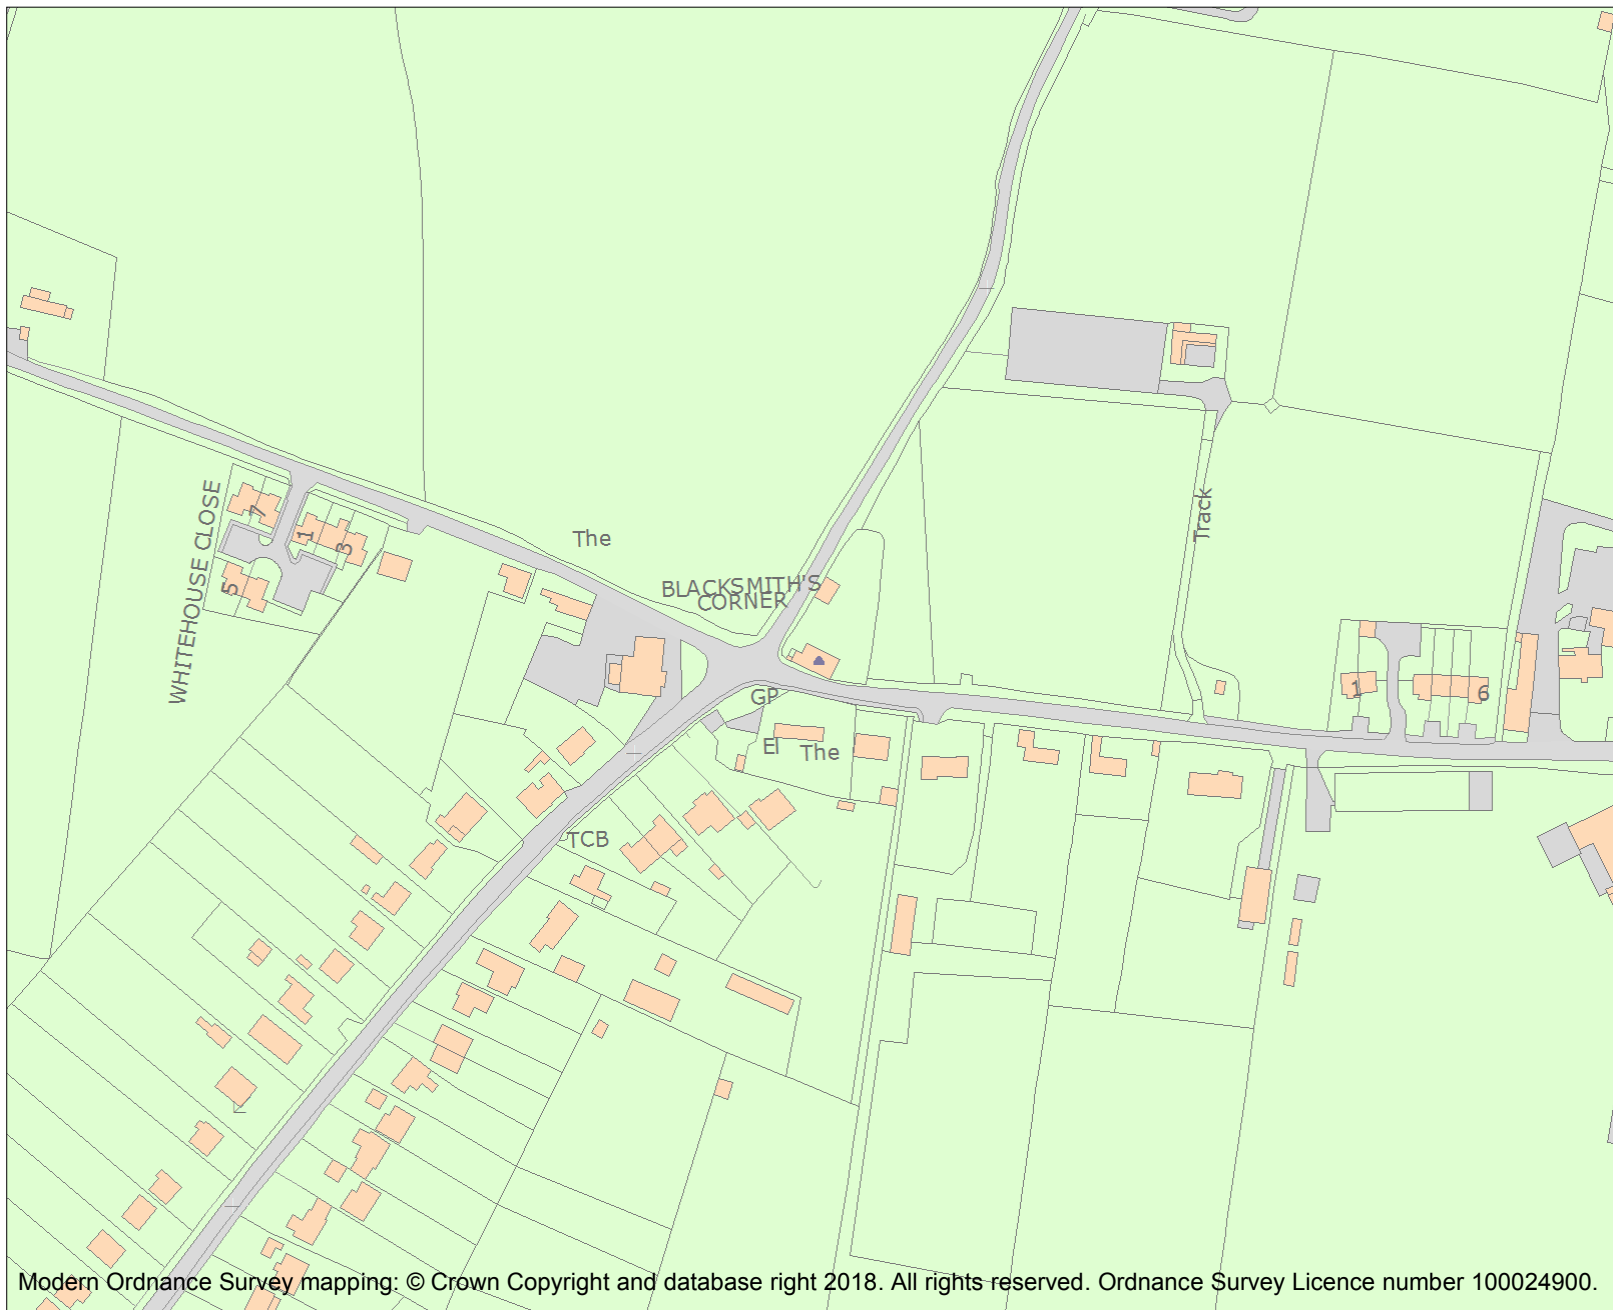 WHITEHOUSE CLOSE
7
1
3
5
The
BLACKSMITH'S
CORNER
Track
GP
El
The
1
6
TCB
Modern Ordnance Survey mapping: © Crown Copyright and database right 2018. All rights reserved. Ordnance Survey Licence number 100024900.